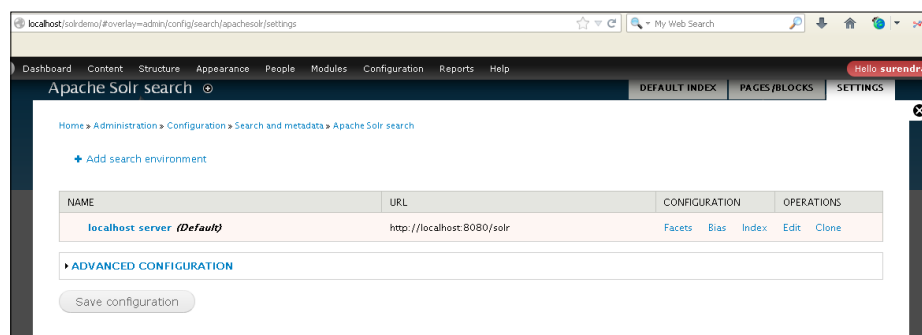 localhost/solrdemo/#overlay=admin/config/search/apachesolr/settings
My Web Search
Dashboard Content Structure Appearance People Modules Configuration Reports Help
Hello
Apache Solr search
DEFAULT INDEX PAGES/BLOCKS SETTINGS
Home » Administration » Configuration » Search and metadata » Apache Solr search
+ Add search environment
NAME URL CONFIGURATION OPERATIONS
localhost server (Default) http://localhost:8080/solr Facets Bias Index Edit Clone
ADVANCED CONFIGURATION
Save configuration